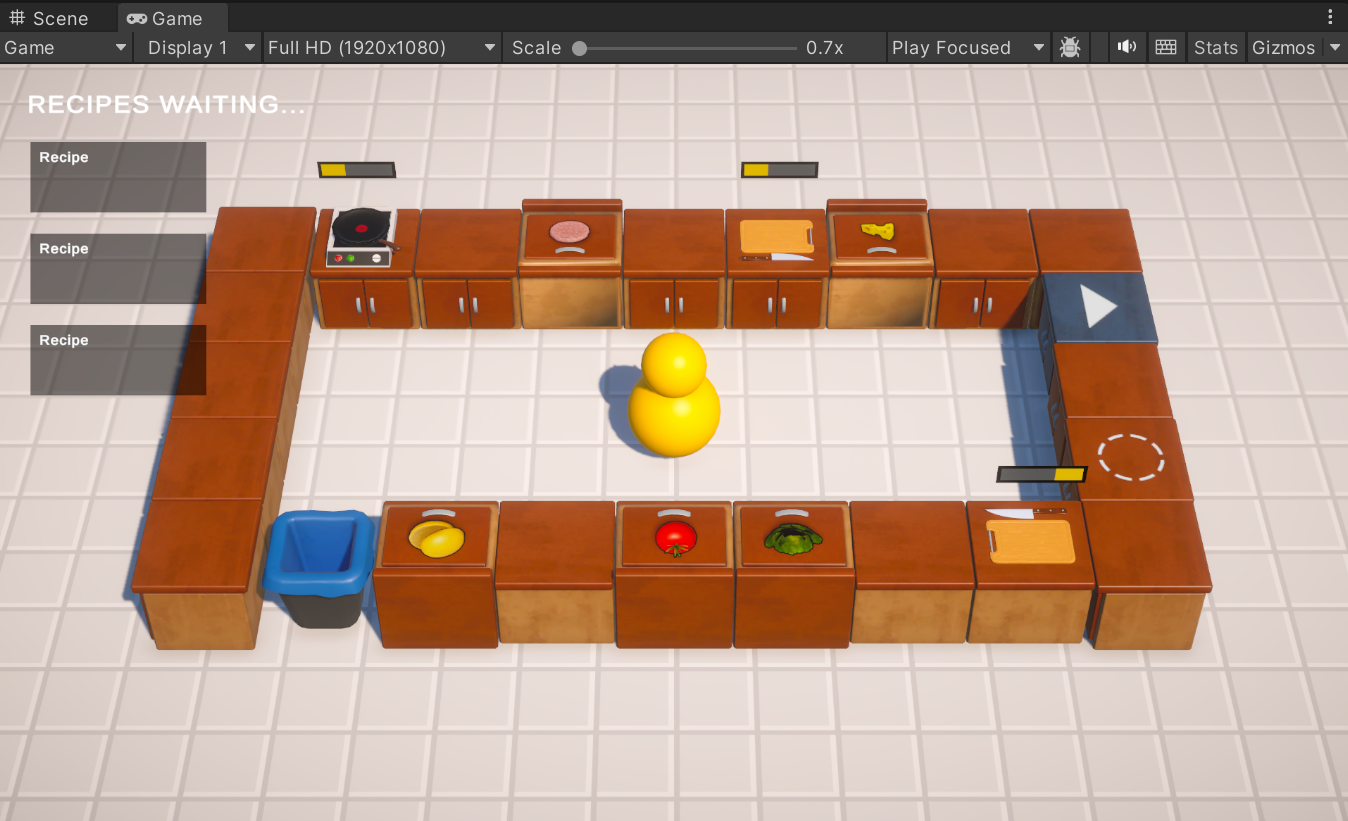 Scene
Game
Game
Display 1
Full HD (1920x1080)
Scale
0.7x
Play Focused
Stats
Gizmos
RECIPES WAITING...
Recipe
Recipe
Recipe